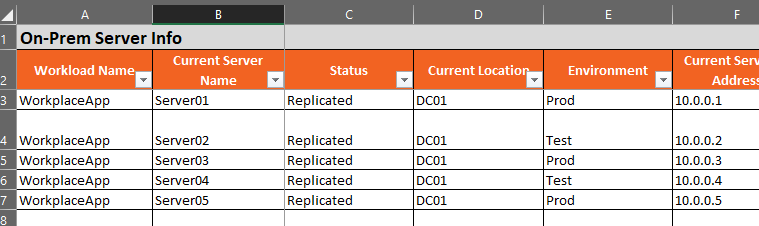 A B C D E F
1 On-Prem Server Info
2 Workload Name Current Server Name Status Current Location Environment Current Serv Address
3 WorkplaceApp Server01 Replicated DC01 Prod 10.0.0.1
4 WorkplaceApp Server02 Replicated DC01 Test 10.0.0.2
5 WorkplaceApp Server03 Replicated DC01 Prod 10.0.0.3
6 WorkplaceApp Server04 Replicated DC01 Test 10.0.0.4
7 WorkplaceApp Server05 Replicated DC01 Prod 10.0.0.5
8